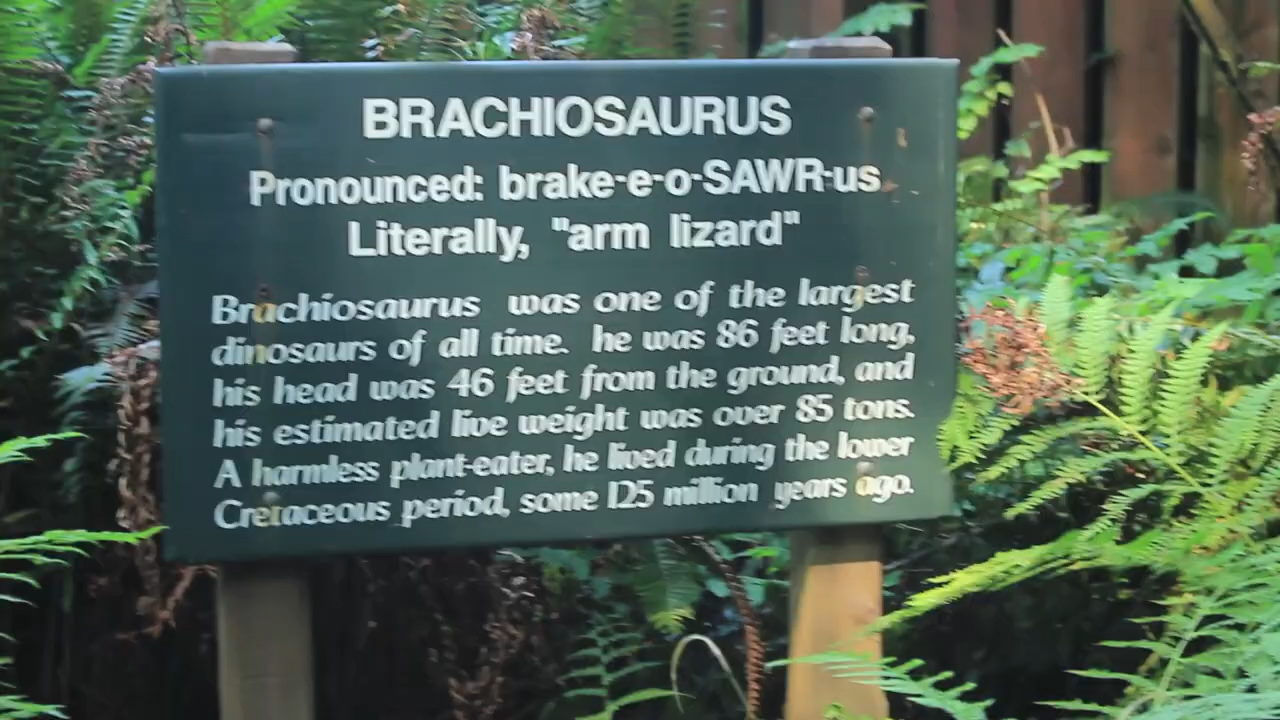 BRACHIOSAURUS
Pronounced: brake-e-o-SAWR-us
Literally, "arm lizard"
Brachiosaurus was one of the largest
dinosaurs of all time. he was 86 feet long,
his head was 46 feet from the ground, and
his estimated live weight was over 85 tons.
A harmless plant-eater, he lived during the lower
Cretaceous period, some 125 million years ago.